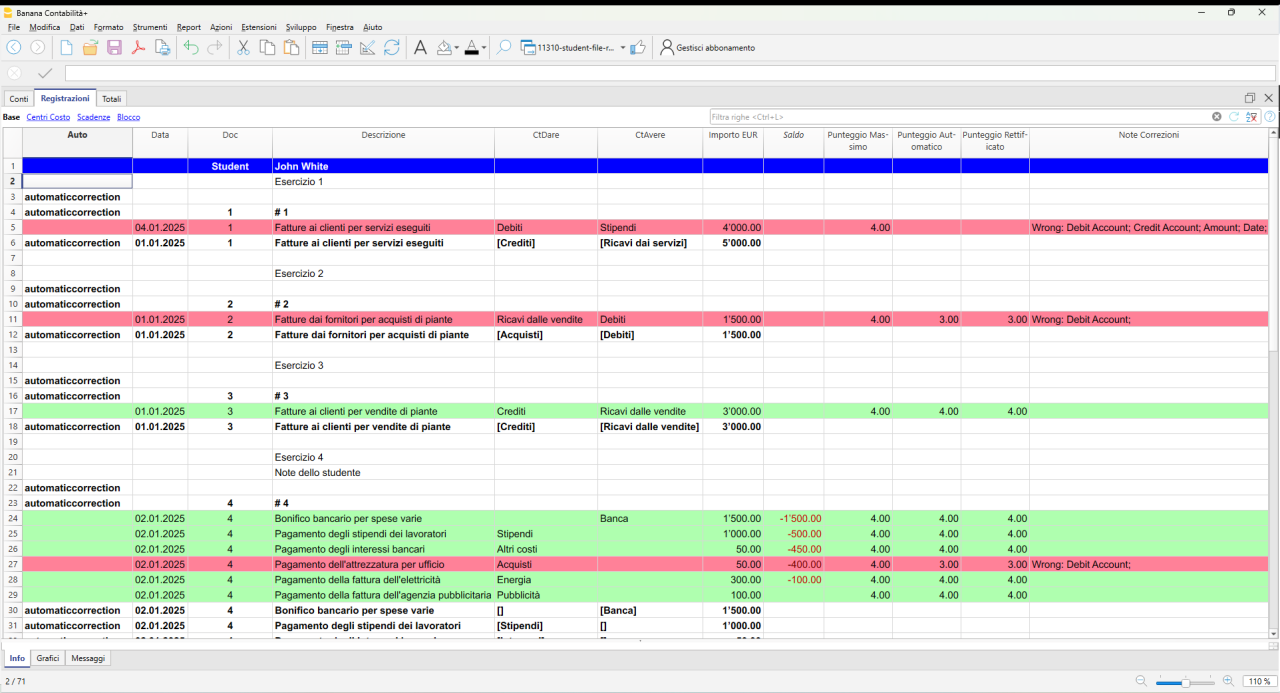 Banana Contabilità+
File Modifica Dati Formato Strumenti Report Azioni Estensioni Sviluppo Finestra Aiuto
11310-student-file-r... Gestisci abbonamento
Conti Registrazioni Totali
Base Centri Costo Scadenze Blocco Filtra righe <Ctrl+L>
Auto Data Doc Descrizione CtDare CtAvere Importo EUR Saldo Punteggio Mas-simo Punteggio Aut-omatico Punteggio Rettif-icato Note Correzioni
1 Student John White
2 Esercizio 1
3 automaticcorrection
4 automaticcorrection 1 # 1
5 04.01.2025 1 Fatture ai clienti per servizi eseguiti Debiti Stipendi 4'000.00 4.00 Wrong: Debit Account; Credit Account; Amount; Date;
6 automaticcorrection 01.01.2025 1 Fatture ai clienti per servizi eseguiti [Crediti] [Ricavi dai servizi] 5'000.00
7
8 Esercizio 2
9 automaticcorrection
10 automaticcorrection 2 # 2
11 01.01.2025 2 Fatture dai fornitori per acquisti di piante Ricavi dalle vendite Debiti 1'500.00 4.00 3.00 3.00 Wrong: Debit Account;
12 automaticcorrection 01.01.2025 2 Fatture dai fornitori per acquisti di piante [Acquisti] [Debiti] 1'500.00
13
14 Esercizio 3
15 automaticcorrection
16 automaticcorrection 3 # 3
17 01.01.2025 3 Fatture ai clienti per vendite di piante Crediti Ricavi dalle vendite 3'000.00 4.00 4.00 4.00
18 automaticcorrection 01.01.2025 3 Fatture ai clienti per vendite di piante [Crediti] [Ricavi dalle vendite] 3'000.00
19
20 Esercizio 4
21 Note dello studente
22 automaticcorrection
23 automaticcorrection 4 # 4
24 02.01.2025 4 Bonifico bancario per spese varie Banca 1'500.00 -1'500.00 4.00 4.00 4.00
25 02.01.2025 4 Pagamento degli stipendi dei lavoratori Stipendi 1'000.00 -500.00 4.00 4.00 4.00
26 02.01.2025 4 Pagamento degli interessi bancari Altri costi 50.00 -450.00 4.00 4.00 4.00
27 02.01.2025 4 Pagamento dell'attrezzatura per ufficio Acquisti 50.00 -400.00 4.00 3.00 3.00 Wrong: Debit Account;
28 02.01.2025 4 Pagamento della fattura dell'elettricità Energia 300.00 -100.00 4.00 4.00 4.00
29 02.01.2025 4 Pagamento della fattura dell'agenzia pubblicitaria Pubblicità 100.00 4.00 4.00 4.00
30 automaticcorrection 02.01.2025 4 Bonifico bancario per spese varie [] [Banca] 1'500.00
31 automaticcorrection 02.01.2025 4 Pagamento degli stipendi dei lavoratori [Stipendi] [] 1'000.00
Info Grafici Messaggi
2 / 71 110 %